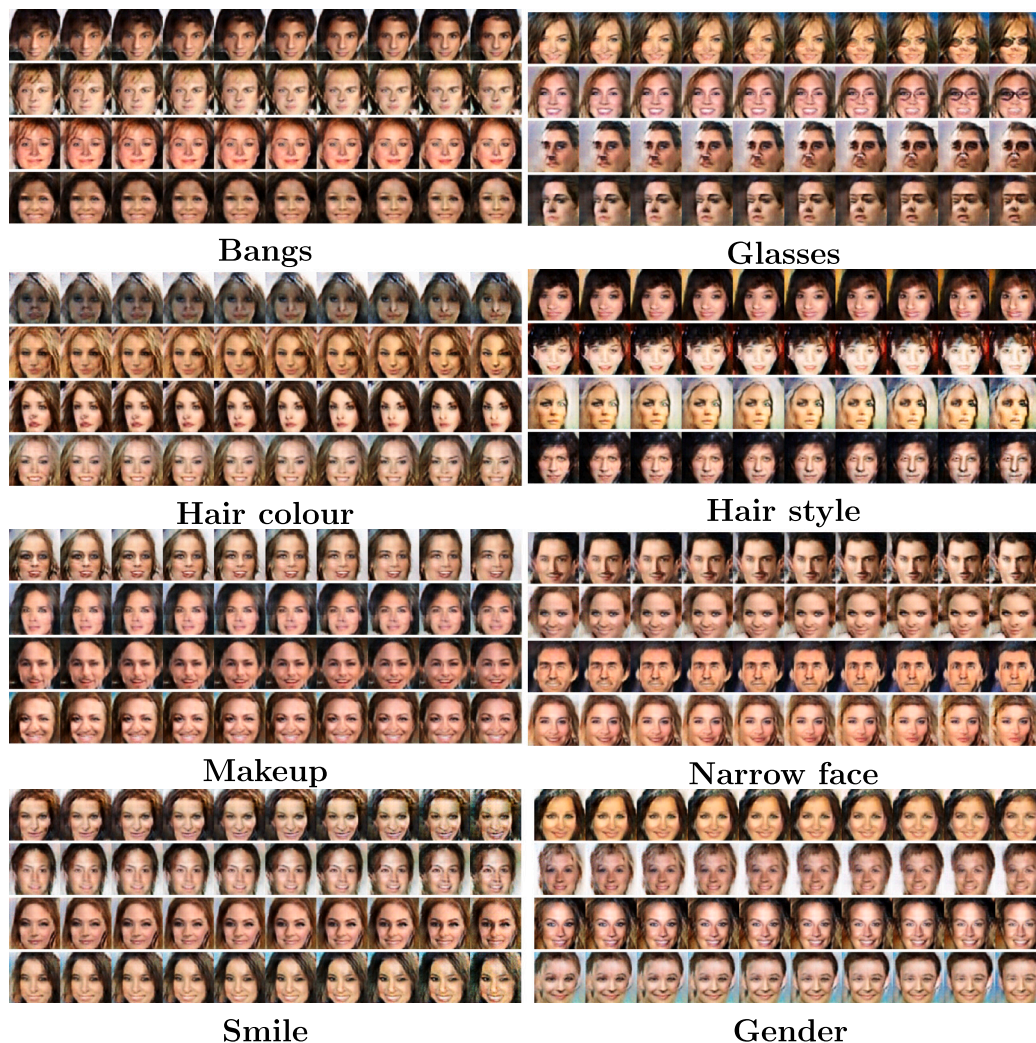 Bangs
Glasses
Hair colour
Hair style
Makeup
Narrow face
Smile
Gender